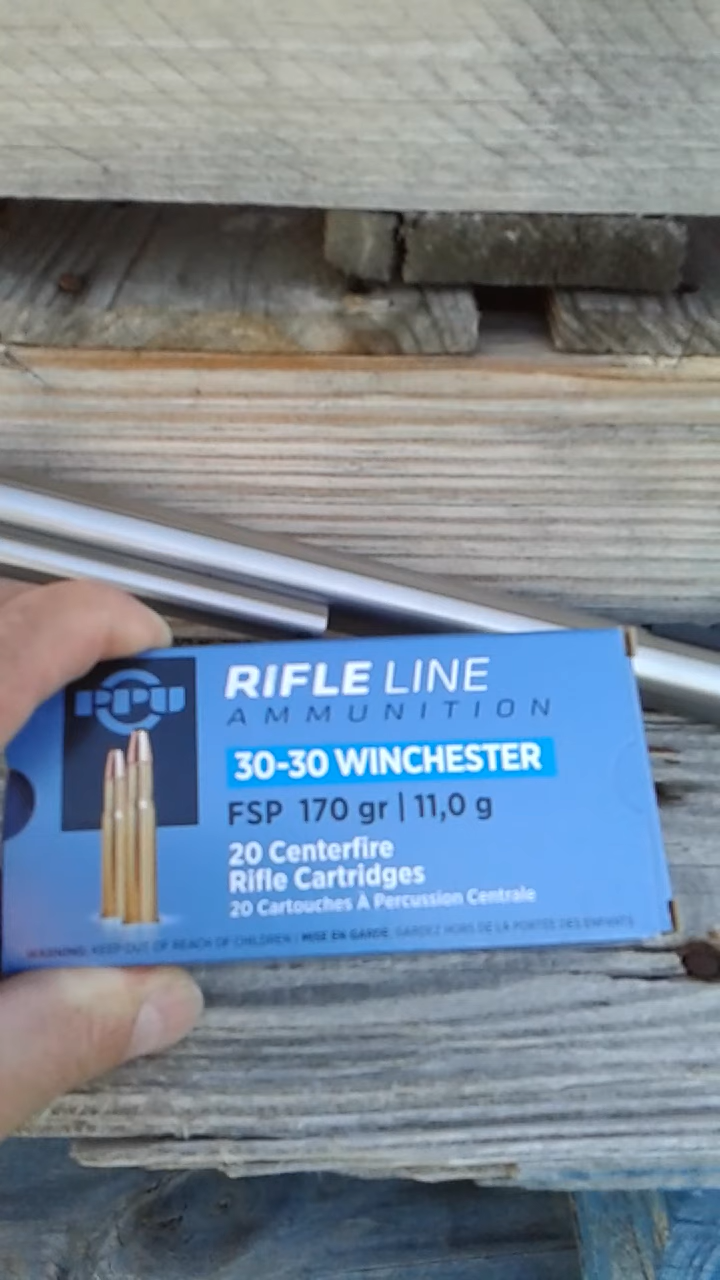 PPU
RIFLE LINE
AMMUNITION
30-30 WINCHESTER
FSP 170 gr | 11,0 g
20 Centerfire
Rifle Cartridges
20 Cartouches À Percussion Centrale
WARNING: KEEP OUT OF REACH OF CHILDREN / MISE EN GARDE: GARDEZ HORS DE LA PORTÉE DES ENFANTS